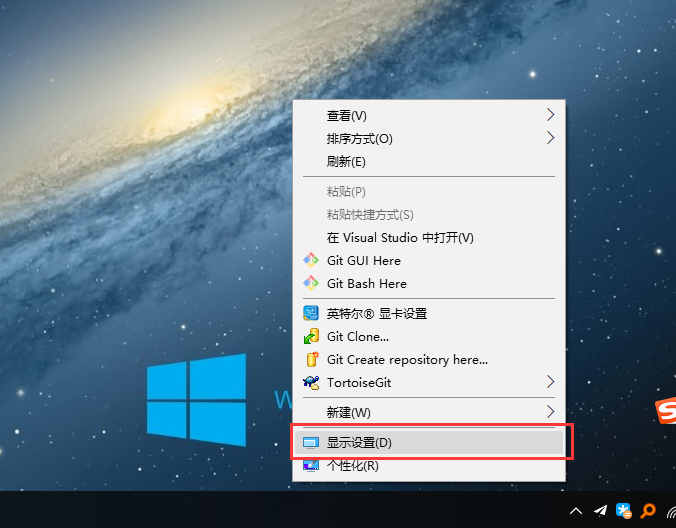 查看(V)
排序方式(O)
刷新(E)
粘贴(P)
粘贴快捷方式(S)
在 Visual Studio 中打开(V)
Git GUI Here
Git Bash Here
英特尔® 显卡设置
Git Clone...
Git Create repository here...
TortoiseGit
W
新建(W)
显示设置(D)
个性化(R)